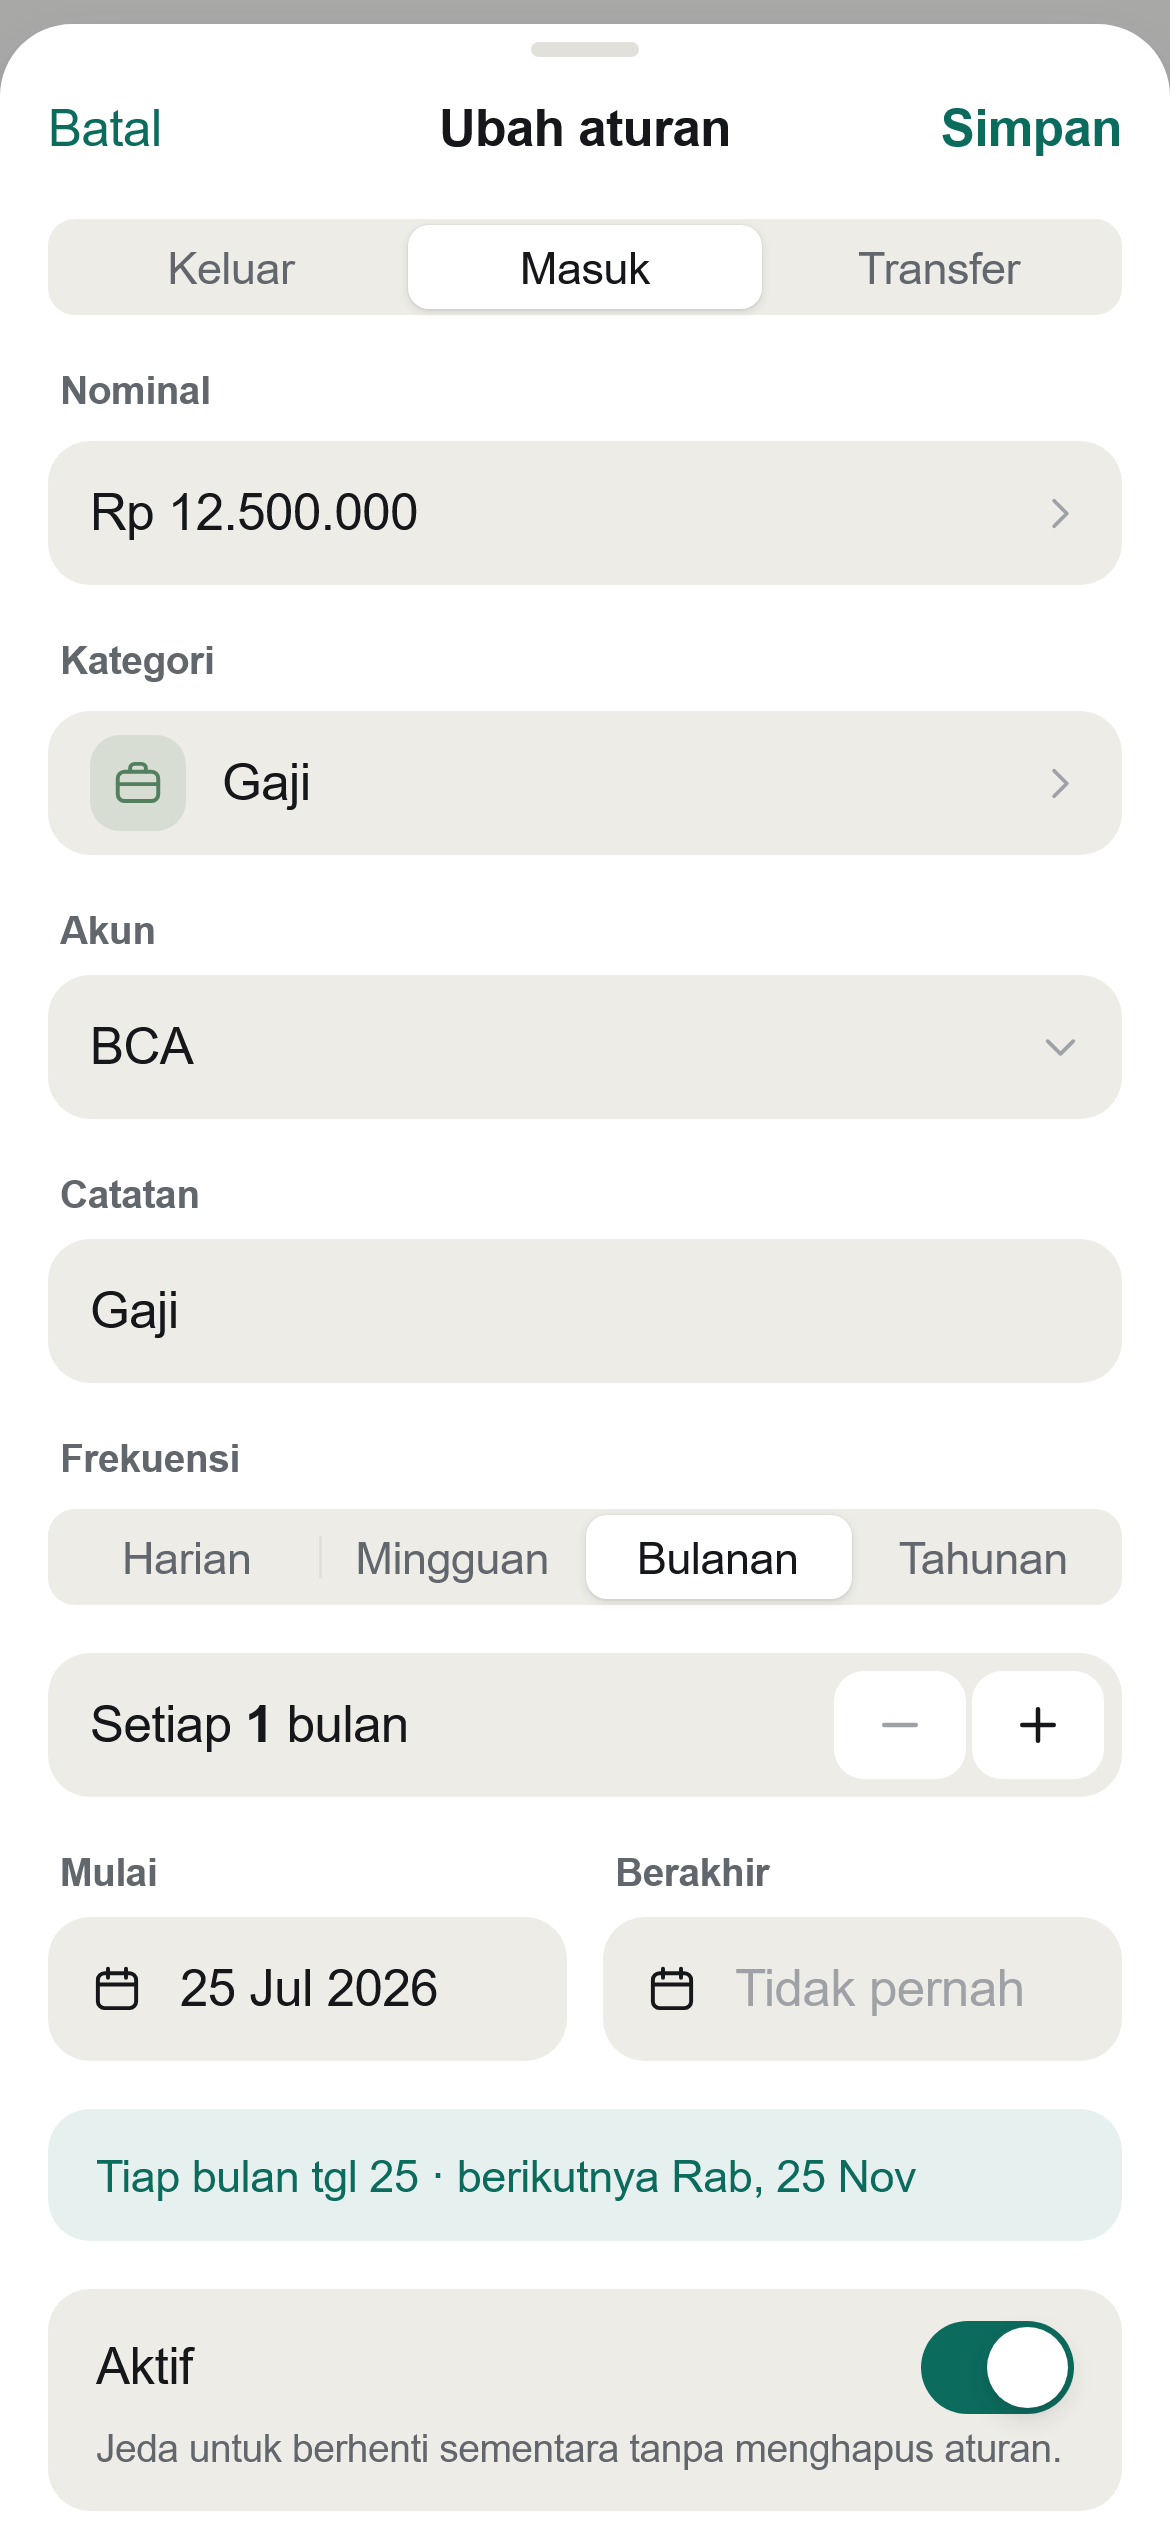 Batal Ubah aturan Simpan
Keluar Masuk Transfer
Nominal
Rp 12.500.000
Kategori
Gaji
Akun
BCA
Catatan
Gaji
Frekuensi
Harian Mingguan Bulanan Tahunan
Setiap 1 bulan
Mulai Berakhir
25 Jul 2026 Tidak pernah
Tiap bulan tgl 25 · berikutnya Rab, 25 Nov
Aktif
Jeda untuk berhenti sementara tanpa menghapus aturan.